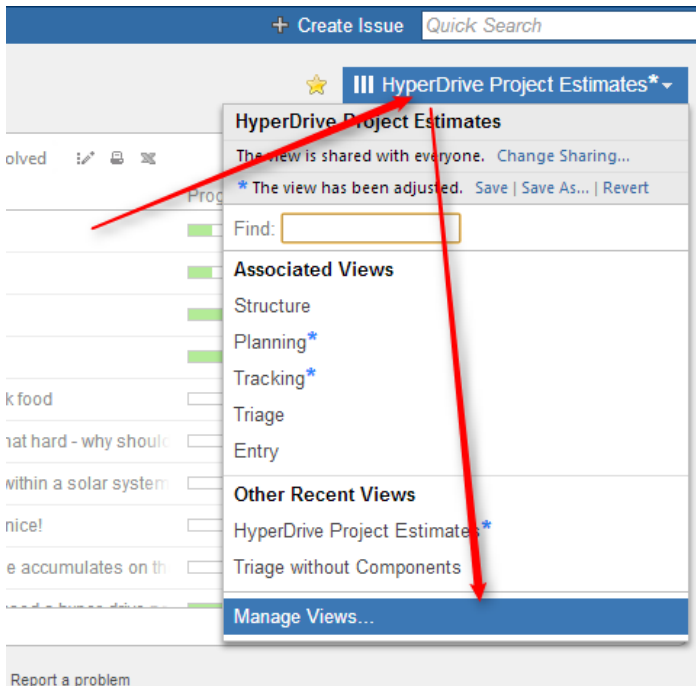 + Create Issue Quick Search
HyperDrive Project Estimates*
HyperDrive Project Estimates
olved
The view is shared with everyone. Change Sharing...
* The view has been adjusted. Save | Save As... | Revert
Prog
Find:
Associated Views
Structure
Planning*
Tracking*
Triage
k food
Entry
hat hard - why should
within a solar system
Other Recent Views
nice!
HyperDrive Project Estimates*
e accumulates on th
Triage without Components
Manage Views...
Report a problem